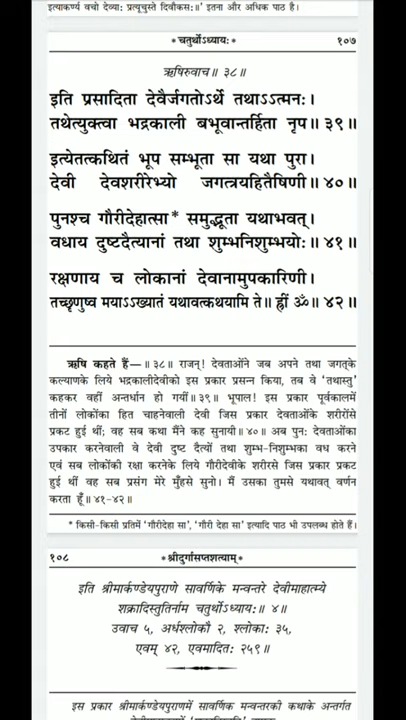 इत्याकर्ण्य वचो देव्याः प्रत्यूचुस्ते दिवौकसः॥' इतना और अधिक पाठ है।
* चतुर्थोऽध्यायः * १०७
ऋषिरुवाच॥ ३८॥
इति प्रसादिता देवैर्जगतोऽर्थे तथाऽऽत्मनः।
तथेत्युक्त्वा भद्रकाली बभूवान्तर्हिता नृप॥ ३९॥
इत्येतत्कथितं भूप सम्भूता सा यथा पुरा।
देवी देवशरीरेभ्यो जगत्त्रयहितैषिणी॥ ४०॥
पुनश्च गौरीदेहात्सा* समुद्भूता यथाभवत्।
वधाय दुष्टदैत्यानां तथा शुम्भनिशुम्भयोः॥ ४१॥
रक्षणाय च लोकानां देवानामुपकारिणी।
तच्छृणुष्व मयाऽऽख्यातं यथावत्कथयामि ते॥ ह्रीं ॐ॥ ४२॥
ऋषि कहते हैं—॥ ३८॥ राजन्! देवताओंने जब अपने तथा जगत्‌के
कल्याणके लिये भद्रकालीदेवीको इस प्रकार प्रसन्न किया, तब वे 'तथास्तु'
कहकर वहीं अन्तर्धान हो गयीं॥ ३९॥ भूपाल! इस प्रकार पूर्वकालमें
तीनों लोकोंका हित चाहनेवाली देवी जिस प्रकार देवताओंके शरीरोंसे
प्रकट हुई थीं; वह सब कथा मैंने कह सुनायी॥ ४०॥ अब पुनः देवताओंका
उपकार करनेवाली वे देवी दुष्ट दैत्यों तथा शुम्भ-निशुम्भका वध करने
एवं सब लोकोंकी रक्षा करनेके लिये गौरीदेवीके शरीरसे जिस प्रकार प्रकट
हुई थीं वह सब प्रसंग मेरे मुँहसे सुनो। मैं उसका तुमसे यथावत् वर्णन
करता हूँ॥ ४१-४२॥
* किसी-किसी प्रतिमें 'गौरीदेहा सा', 'गौरी देहा सा' इत्यादि पाठ भी उपलब्ध होते हैं।
१०८ * श्रीदुर्गासप्तशत्याम् *
इति श्रीमार्कण्डेयपुराणे सावर्णिके मन्वन्तरे देवीमाहात्म्ये
शक्रादिस्तुतिर्नाम चतुर्थोऽध्यायः॥ ४॥
उवाच ५, अर्धश्लोकौ २, श्लोकाः ३५,
एवम् ४२, एवमादितः २५९॥
इस प्रकार श्रीमार्कण्डेयपुराणमें सावर्णिक मन्वन्तरकी कथाके अन्तर्गत